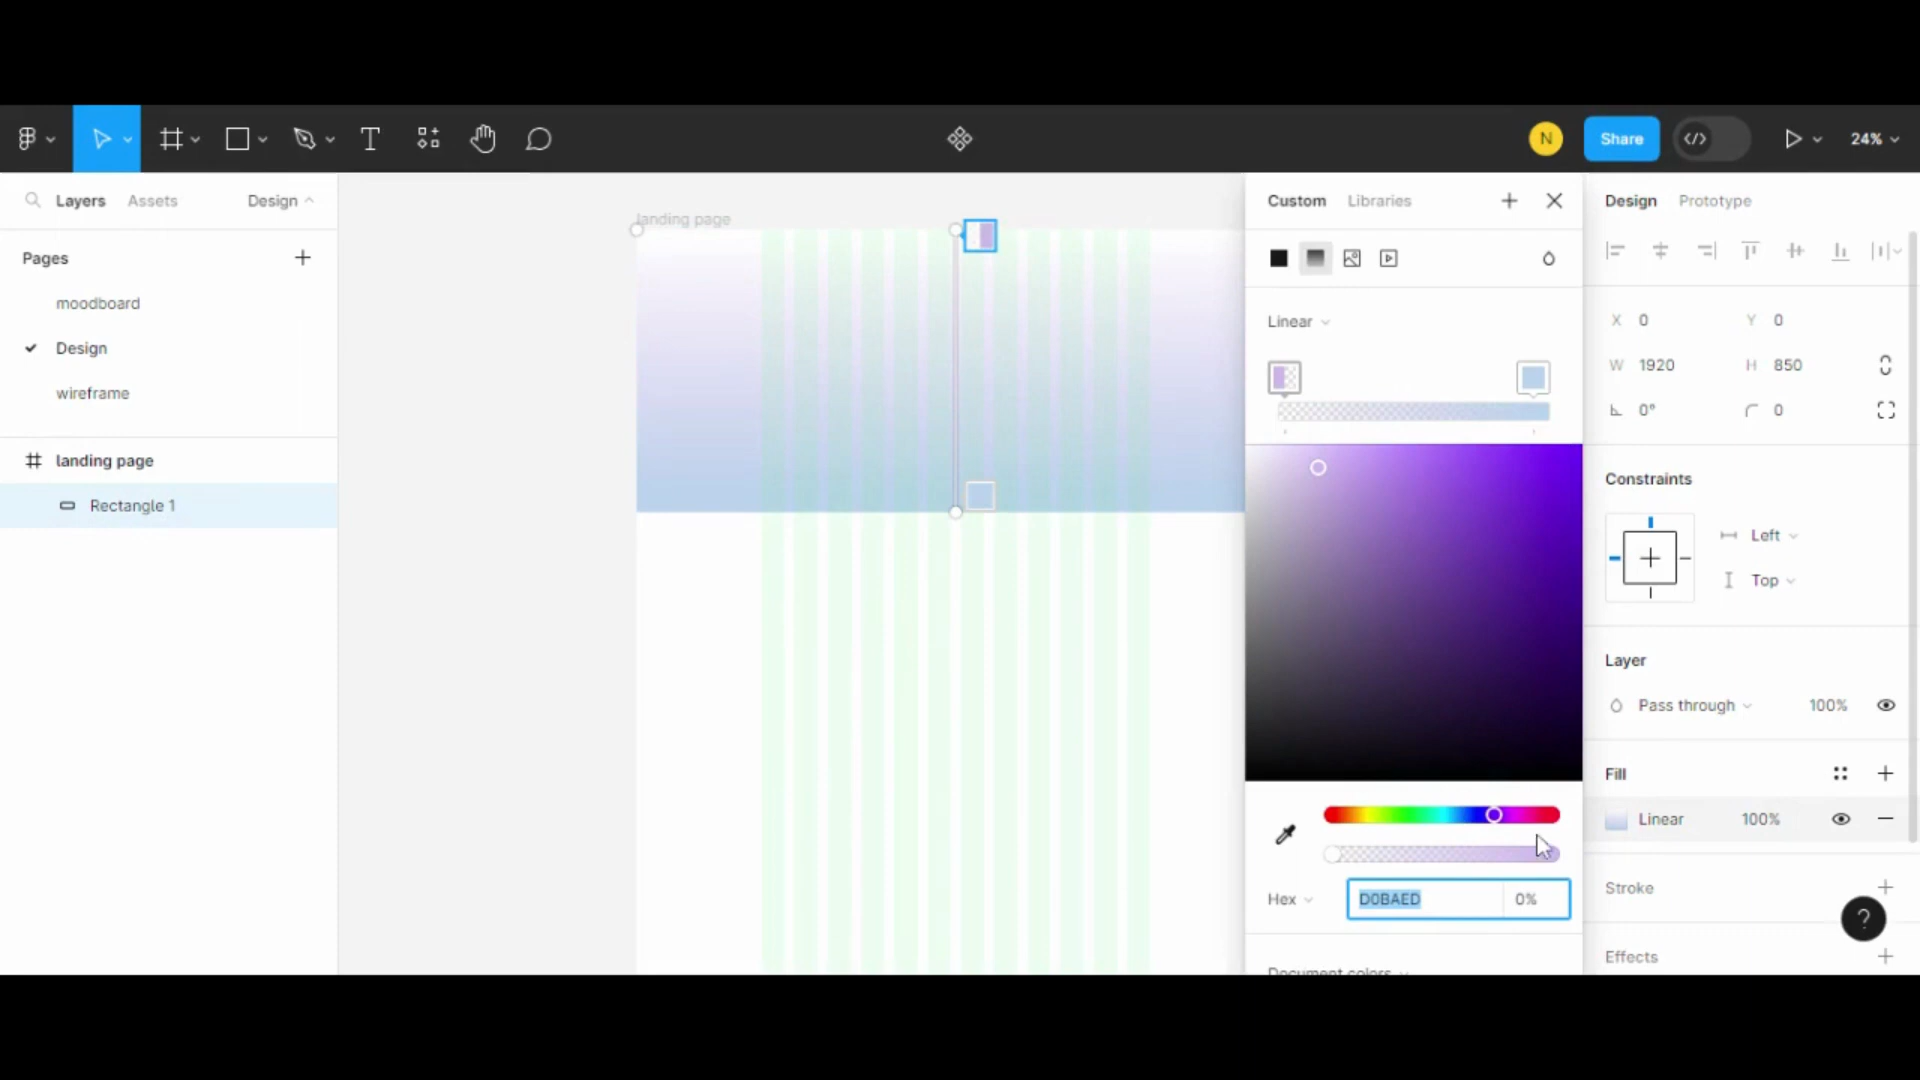 N
Share
24%
Layers
Assets
Design
Pages
moodboard
Design
wireframe
landing page
Rectangle 1
landing page
Custom
Libraries
Linear
Hex
D0BAED
0%
Document colors
Design
Prototype
X 0
Y 0
W 1920
H 850
0°
0
Constraints
Left
Top
Layer
Pass through
100%
Fill
Linear
100%
Stroke
?
Effects